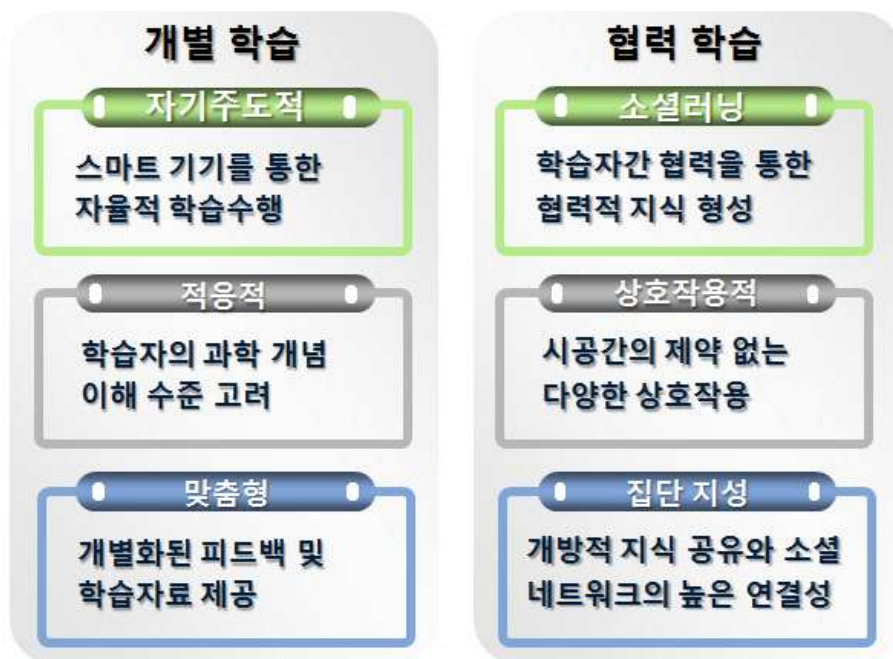 개별 학습
자기주도적
스마트 기기를 통한
자율적 학습수행
적응적
학습자의 과학 개념
이해 수준 고려
맞춤형
개별화된 피드백 및
학습자료 제공
협력 학습
소셜러닝
학습자간 협력을 통한
협력적 지식 형성
상호작용적
시공간의 제약 없는
다양한 상호작용
집단 지성
개방적 지식 공유와 소셜
네트워크의 높은 연결성